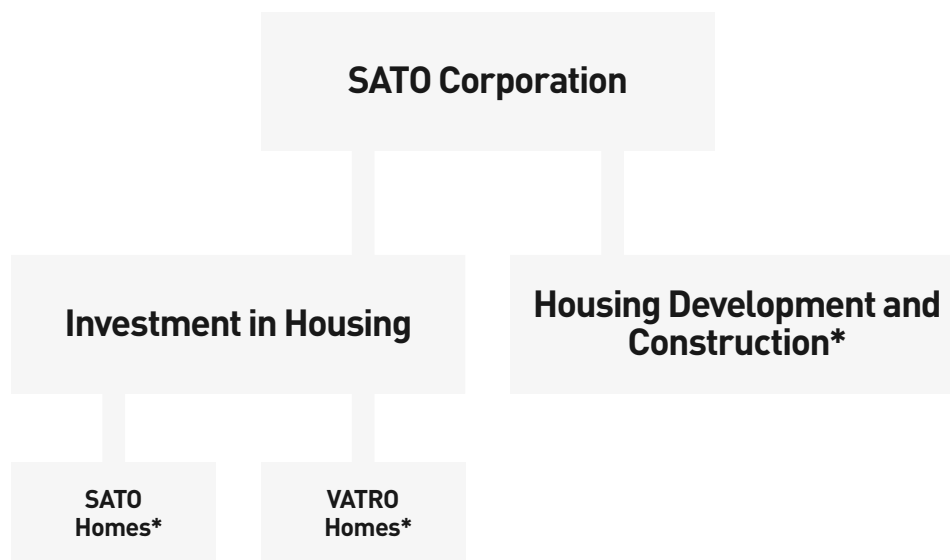 SATO Corporation
Investment in Housing
Housing Development and
Construction*
SATO
Homes*
VATRO
Homes*